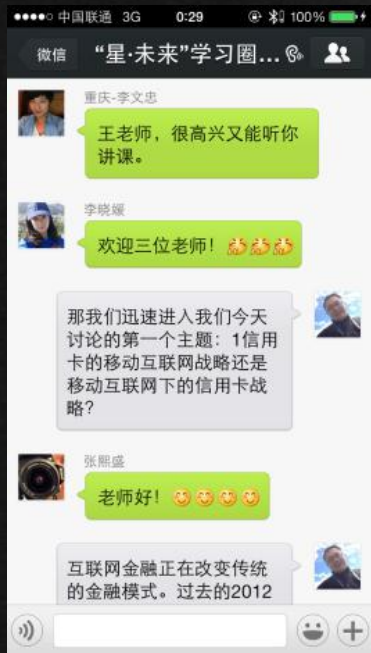 中国联通 3G 0:29 100%
微信 “星·未来”学习圈...
重庆-李文忠
王老师，很高兴又能听你
讲课。
李晓媛
欢迎三位老师！
那我们迅速进入我们今天
讨论的第一个主题：1信用
卡的移动互联网战略还是
移动互联网下的信用卡战
略?
张熙盛
老师好！
互联网金融正在改变传统
的金融模式。过去的2012